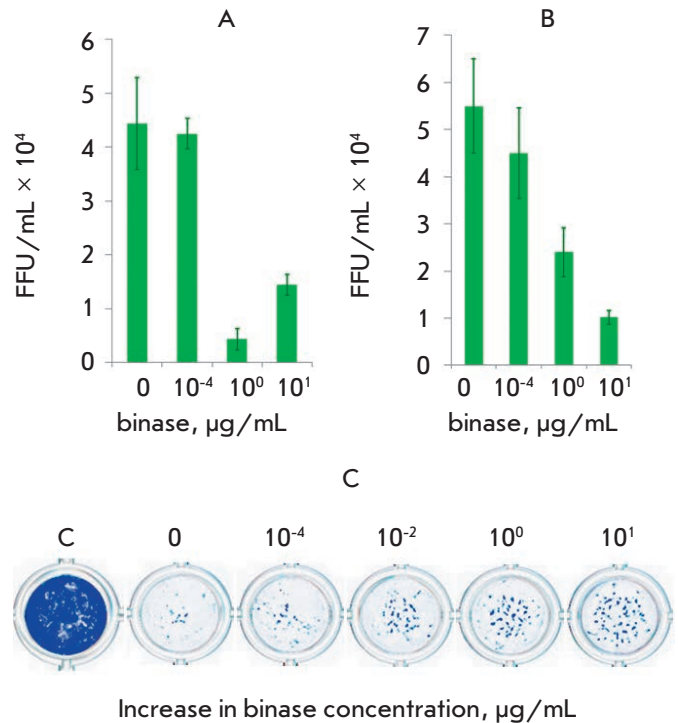 A
FFU/mL × 10⁴
6
5
4
3
2
1
0
0 10⁻⁴ 10⁰ 10¹
binase, µg/mL
B
FFU/mL × 10⁴
7
6
5
4
3
2
1
0
0 10⁻⁴ 10⁰ 10¹
binase, µg/mL
C
C 0 10⁻⁴ 10⁻² 10⁰ 10¹
Increase in binase concentration, µg/mL